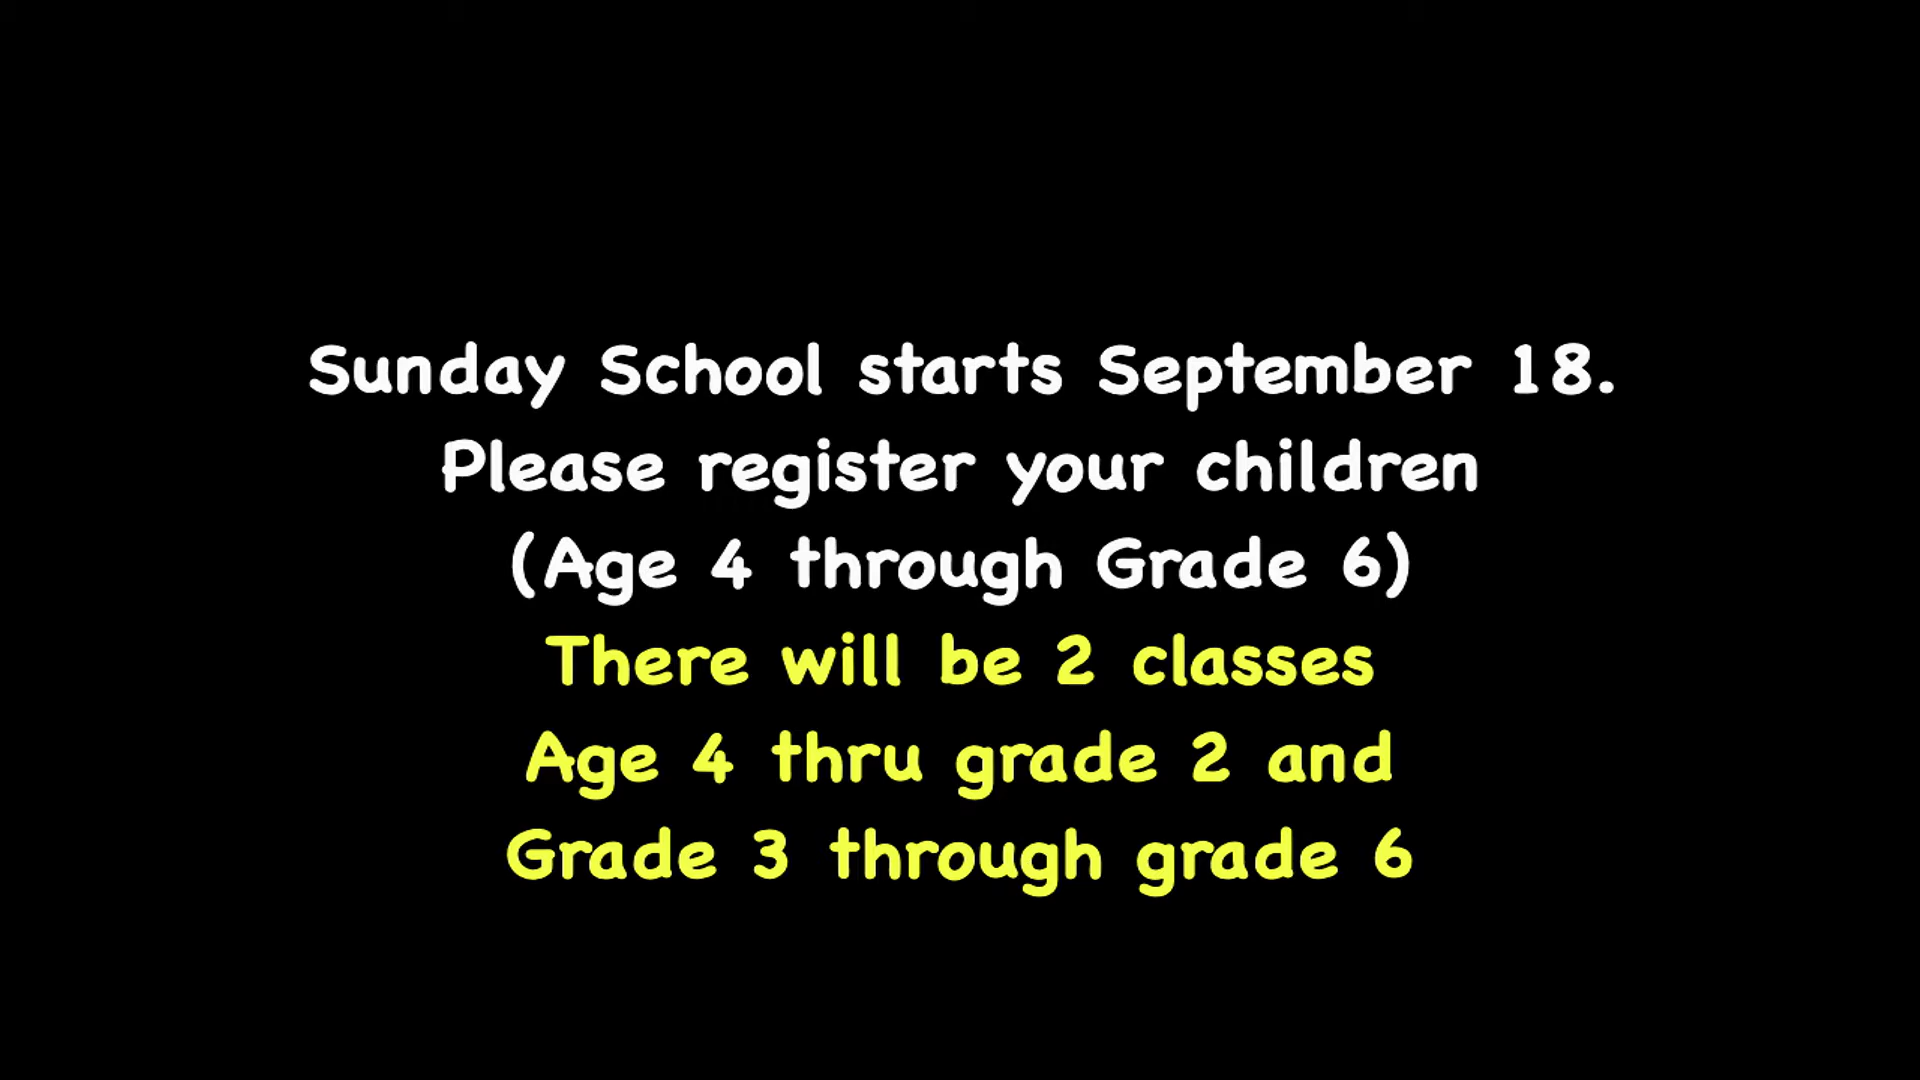 Sunday School starts September 18.
Please register your children
(Age 4 through Grade 6)
There will be 2 classes
Age 4 thru grade 2 and
Grade 3 through grade 6